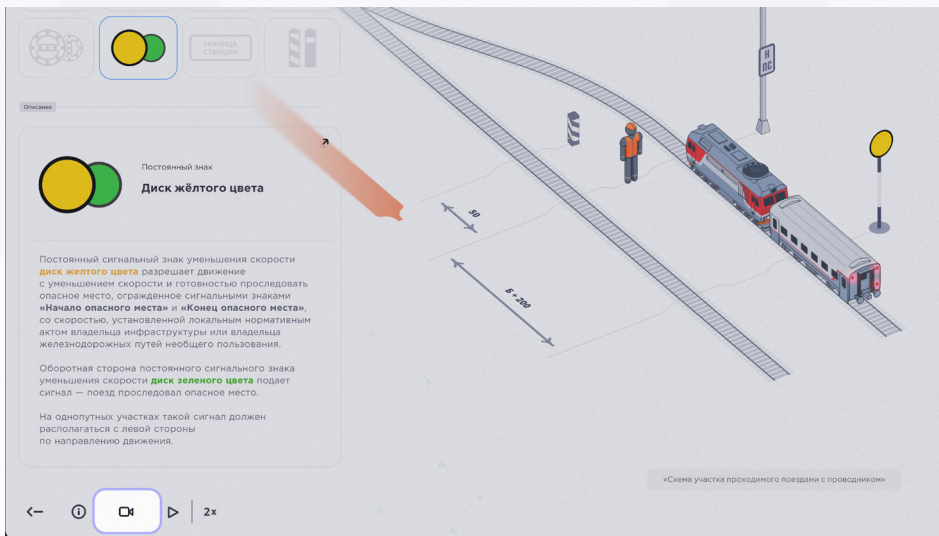 ГРАНИЦА
СТАНЦИИ
Описание
Постоянный знак
Диск жёлтого цвета
Постоянный сигнальный знак уменьшения скорости
диск желтого цвета разрешает движение
с уменьшением скорости и готовностью проследовать
опасное место, огражденное сигнальными знаками
«Начало опасного места» и «Конец опасного места»,
со скоростью, установленной локальным нормативным
актом владельца инфраструктуры или владельца
железнодорожных путей необщего пользования.
Оборотная сторона постоянного сигнального знака
уменьшения скорости диск зеленого цвета подает
сигнал — поезд проследовал опасное место.
На однопутных участках такой сигнал должен
располагаться с левой стороны
по направлению движения.
2x
Н
ПС
50
Б + 200
«Схема участка проходимого поездами с проводником»